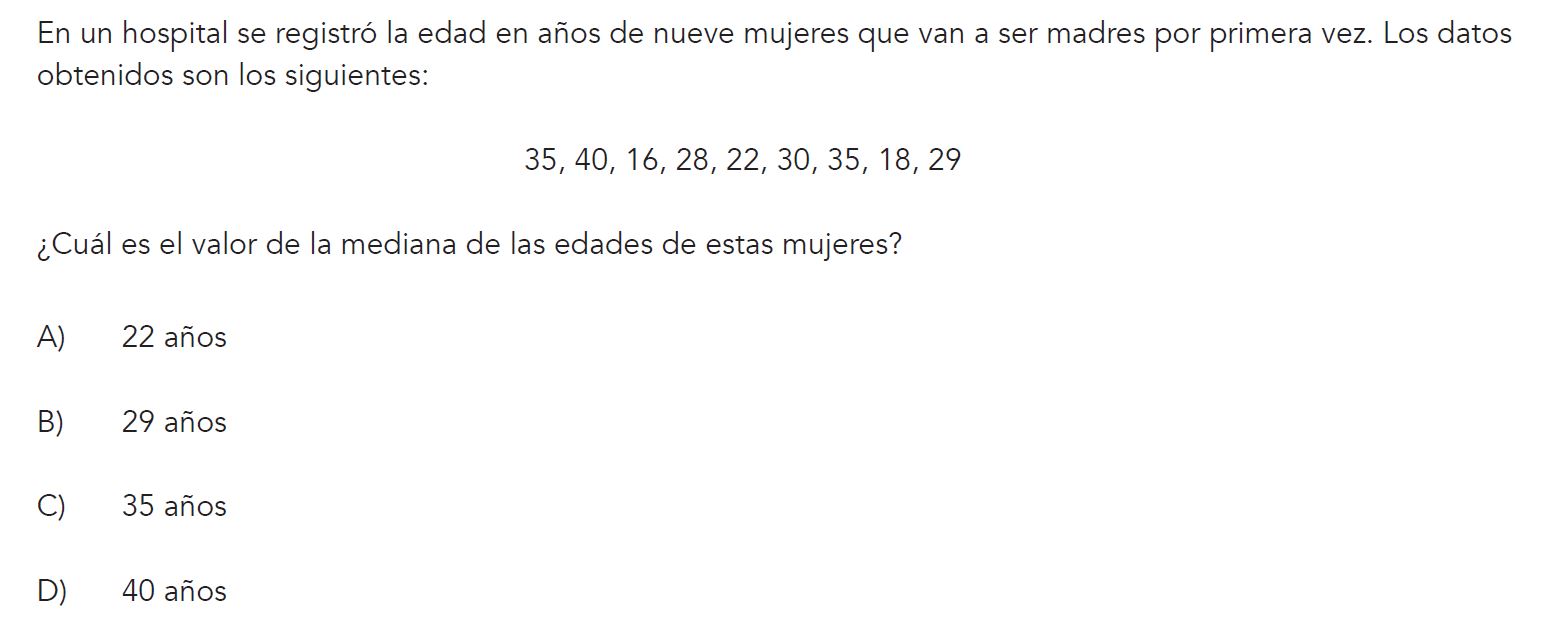 En un hospital se registró la edad en años de nueve mujeres que van a ser madres por primera vez. Los datos
obtenidos son los siguientes:
35, 40, 16, 28, 22, 30, 35, 18, 29
¿Cuál es el valor de la mediana de las edades de estas mujeres?
A) 22 años
B) 29 años
C) 35 años
D) 40 años